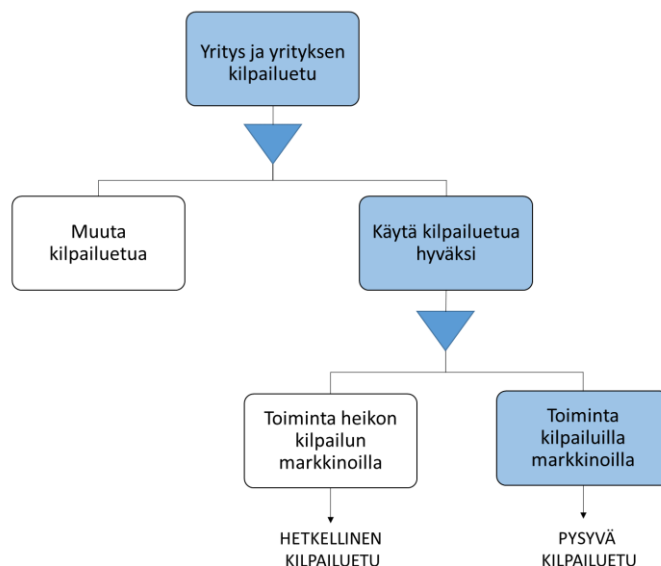 Yritys ja yrityksen
kilpailuetu
Muuta
kilpailuetua
Käytä kilpailuetua
hyväksi
Toiminta heikon
kilpailun
markkinoilla
Toiminta
kilpailuilla
markkinoilla
HETKELLINEN
KILPAILUETU
PYSYVÄ
KILPAILUETU